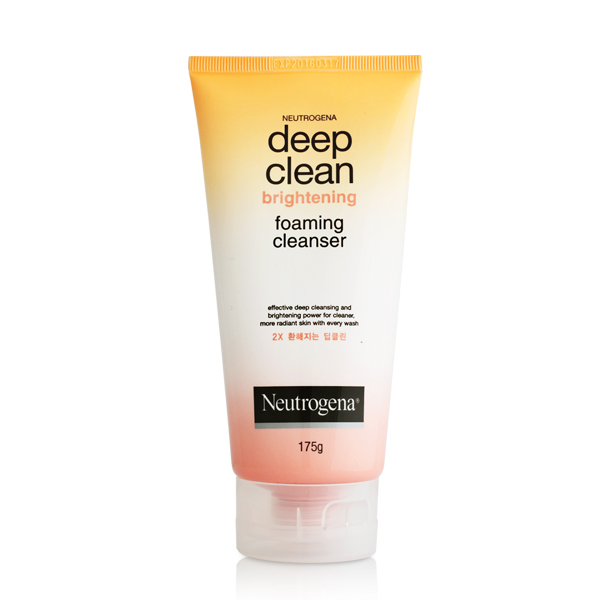 EXP20160317
NEUTROGENA
deep
clean
brightening
foaming
cleanser
effective deep cleansing and
brightening power for cleaner,
more radiant skin with every wash
2X 환해지는 딥클린
Neutrogena®
175g